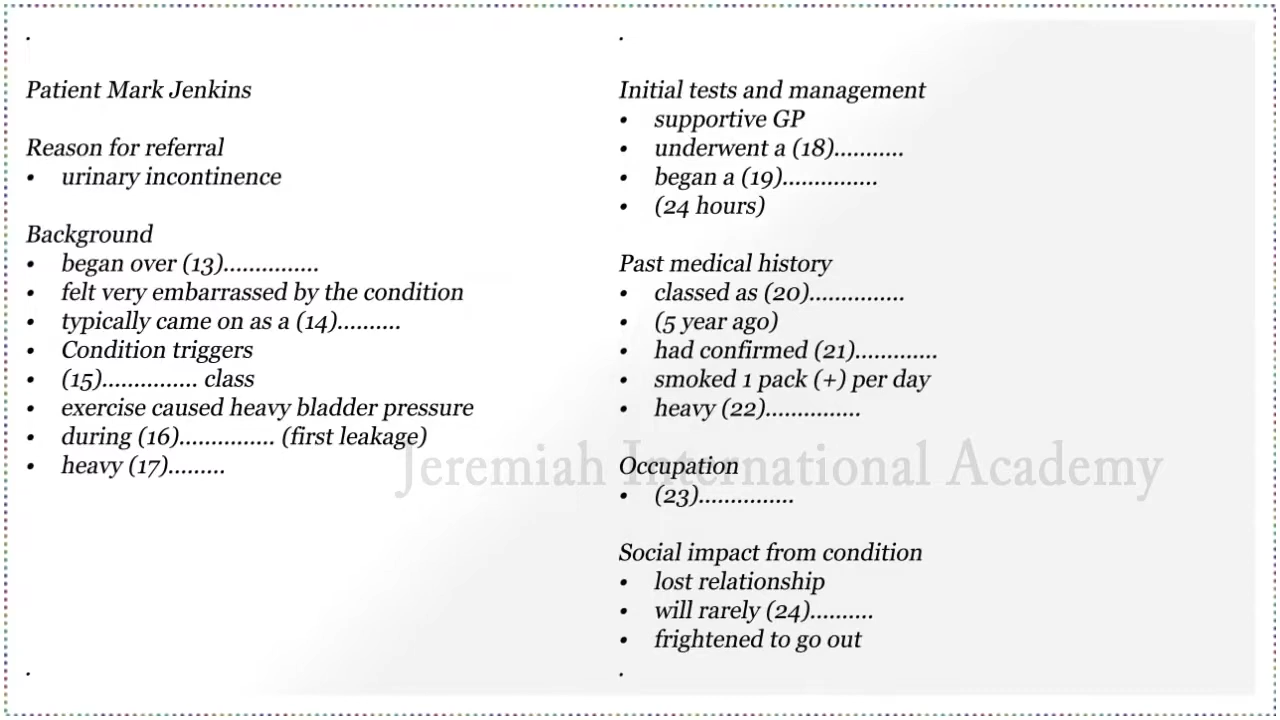 .
Patient Mark Jenkins
Reason for referral
• urinary incontinence
Background
• began over (13)...............
• felt very embarrassed by the condition
• typically came on as a (14)..........
• Condition triggers
• (15)............... class
• exercise caused heavy bladder pressure
• during (16)............... (first leakage)
• heavy (17).........
.
.
Initial tests and management
• supportive GP
• underwent a (18)...........
• began a (19)...............
• (24 hours)
Past medical history
• classed as (20)...............
• (5 year ago)
• had confirmed (21).............
• smoked 1 pack (+) per day
• heavy (22)...............
Occupation
• (23)...............
Social impact from condition
• lost relationship
• will rarely (24)..........
• frightened to go out
.
Jeremiah International Academy